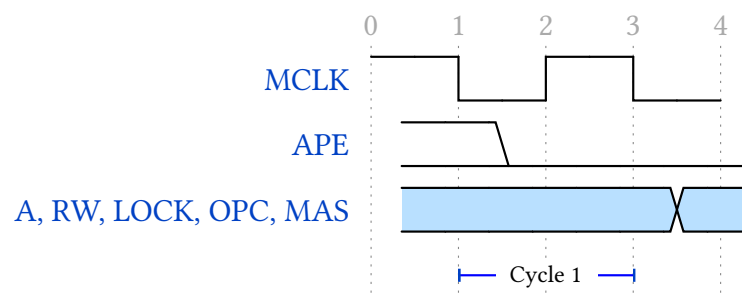 0 1 2 3 4
MCLK
APE
A, RW, LOCK, OPC, MAS
Cycle 1